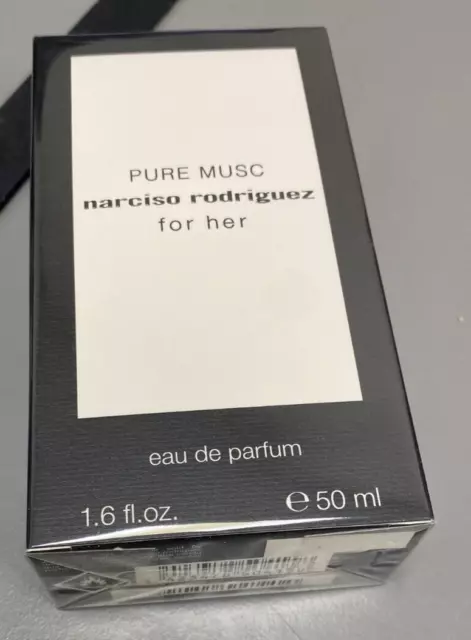 PURE MUSC
narciso rodriguez
for her
eau de parfum
1.6 fl.oz. ℮ 50 ml